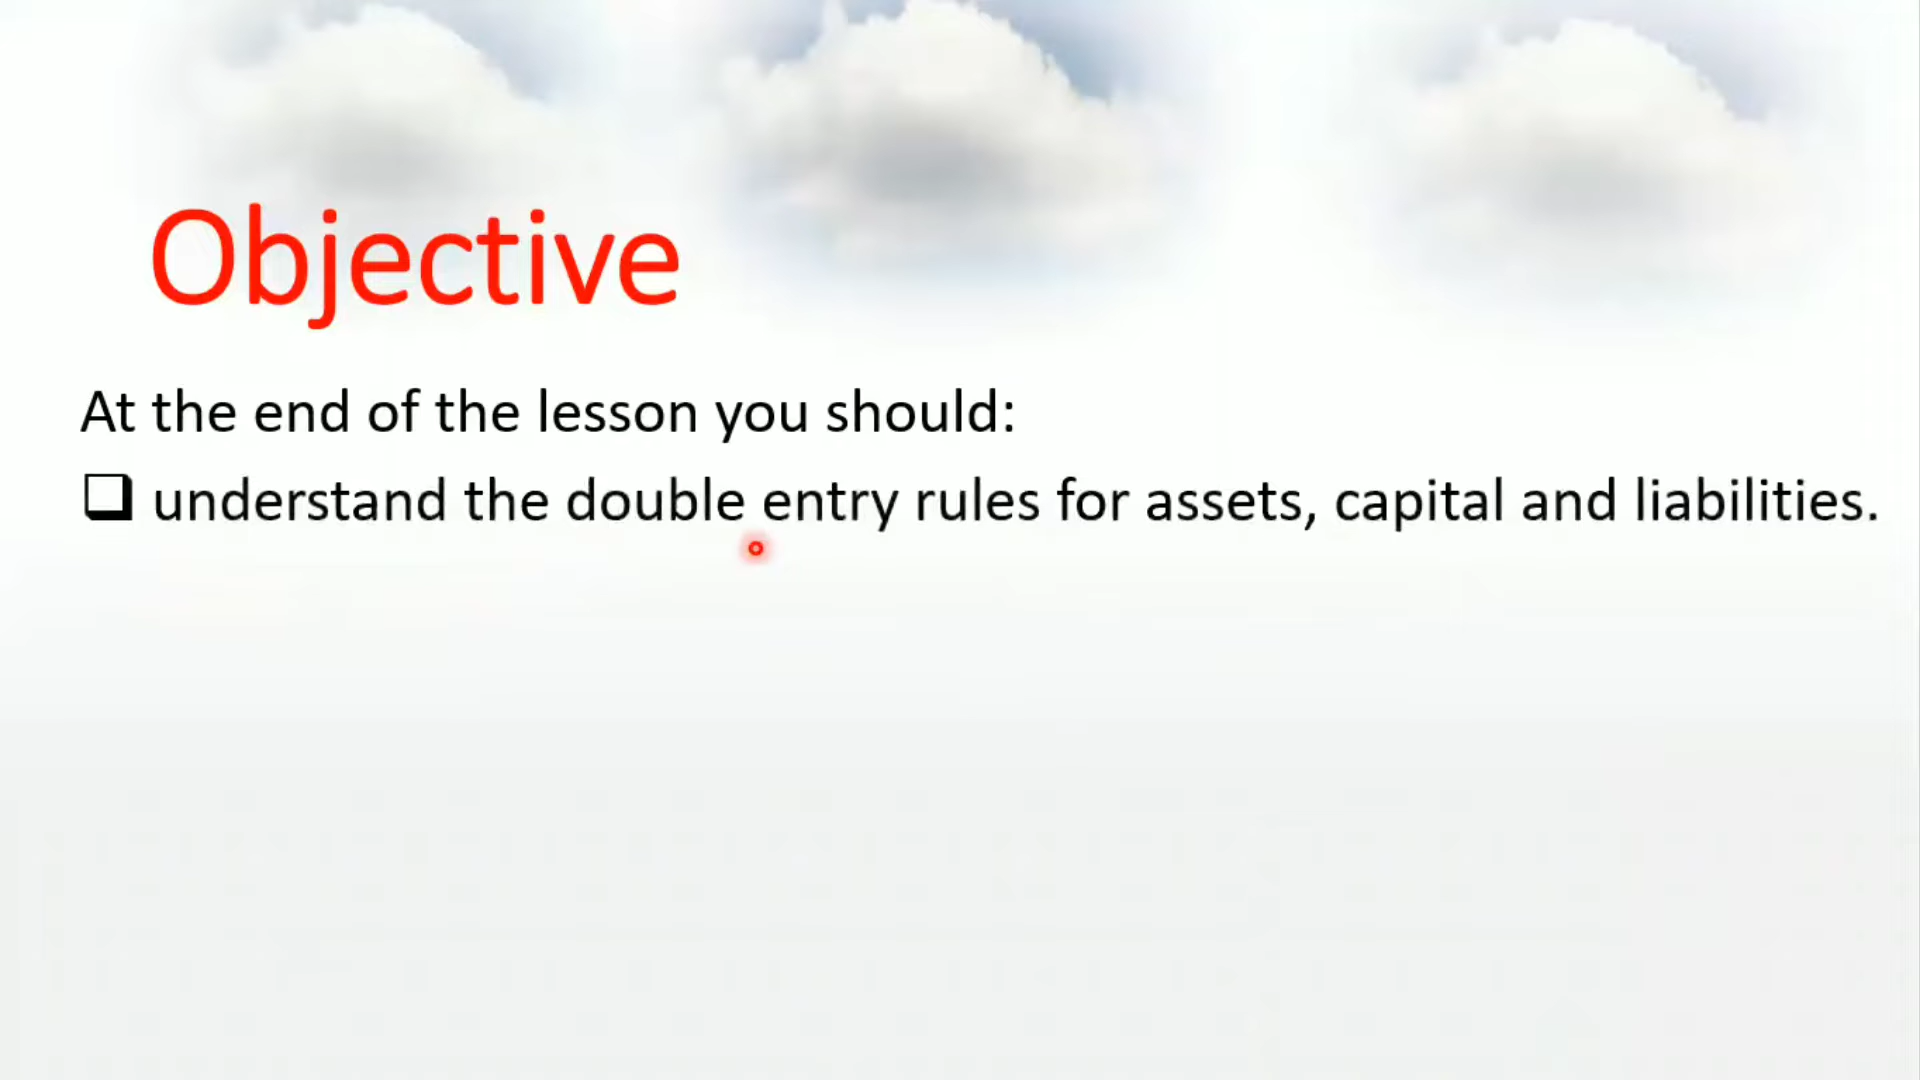 Objective
At the end of the lesson you should:
❑ understand the double entry rules for assets, capital and liabilities.